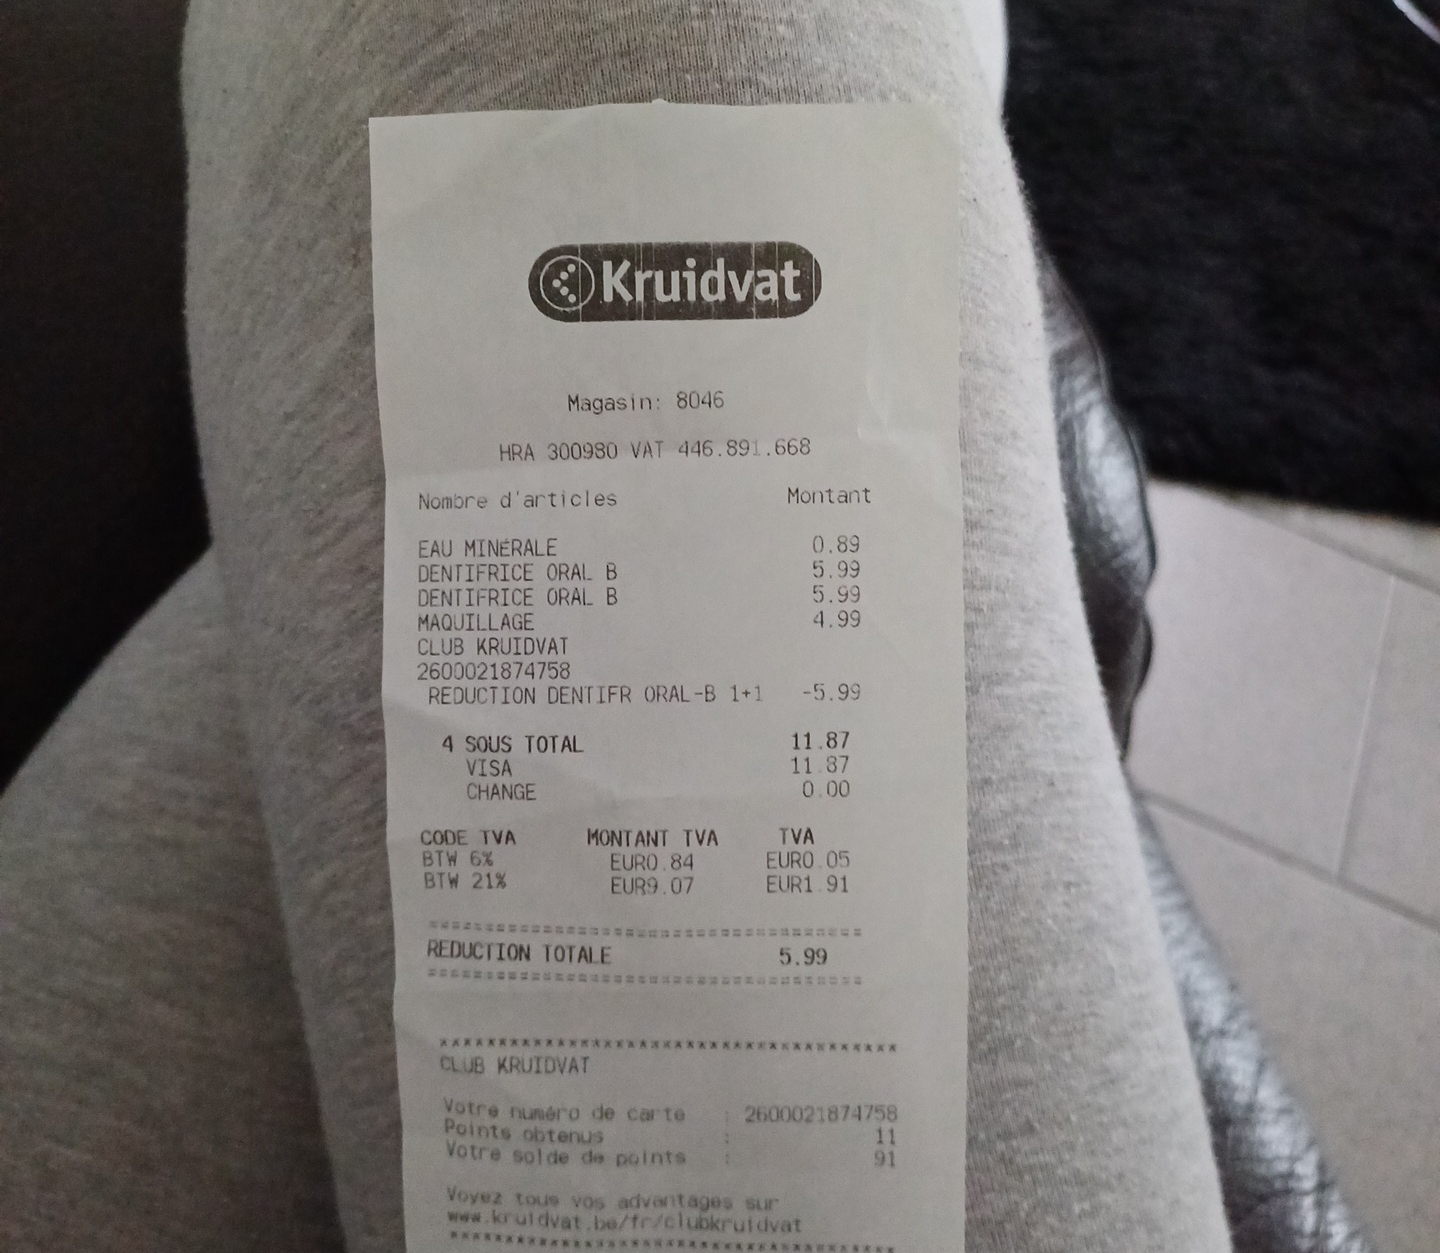 Kruidvat
Magasin: 8046
HRA 300980 VAT 446.891.668
Nombre d'articles Montant
EAU MINÉRALE 0.89
DENTIFRICE ORAL B 5.99
DENTIFRICE ORAL B 5.99
MAQUILLAGE 4.99
CLUB KRUIDVAT
2600021874758
REDUCTION DENTIFR ORAL-B 1+1 -5.99
4 SOUS TOTAL 11.87
VISA 11.87
CHANGE 0.00
CODE TVA MONTANT TVA TVA
BTW 6% EUR0.84 EUR0.05
BTW 21% EUR9.07 EUR1.91
====================================
REDUCTION TOTALE 5.99
====================================
***************************************
CLUB KRUIDVAT
Votre numéro de carte : 2600021874758
Points obtenus : 11
Votre solde de points : 91
Voyez tous vos advantages sur
www.kruidvat.be/fr/clubkruidvat
***************************************